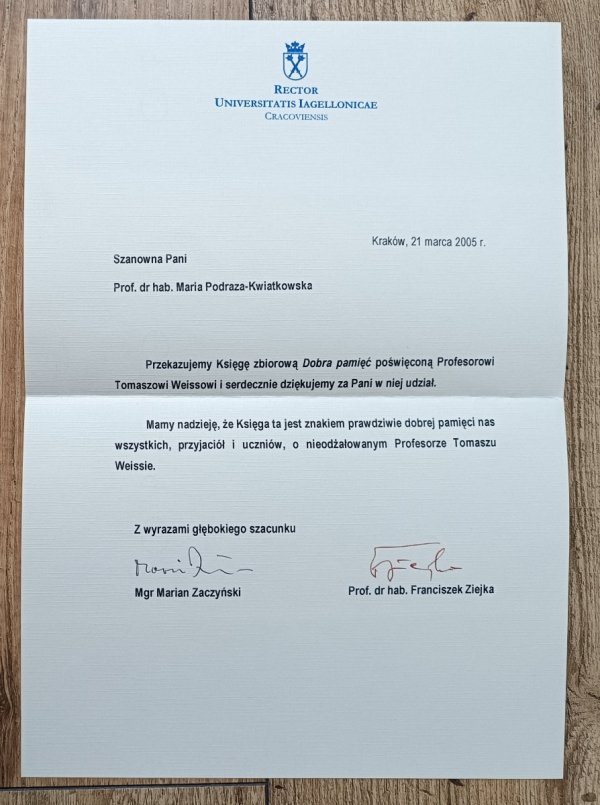 RECTOR
UNIVERSITATIS IAGELLONICAE
CRACOVIENSIS
Kraków, 21 marca 2005 r.
Szanowna Pani
Prof. dr hab. Maria Podraza-Kwiatkowska
Przekazujemy Księgę zbiorową Dobra pamięć poświęconą Profesorowi
Tomaszowi Weissowi i serdecznie dziękujemy za Pani w niej udział.
Mamy nadzieję, że Księga ta jest znakiem prawdziwie dobrej pamięci nas
wszystkich, przyjaciół i uczniów, o nieodżałowanym Profesorze Tomaszu
Weissie.
Z wyrazami głębokiego szacunku
Mgr Marian Zaczyński
Prof. dr hab. Franciszek Ziejka